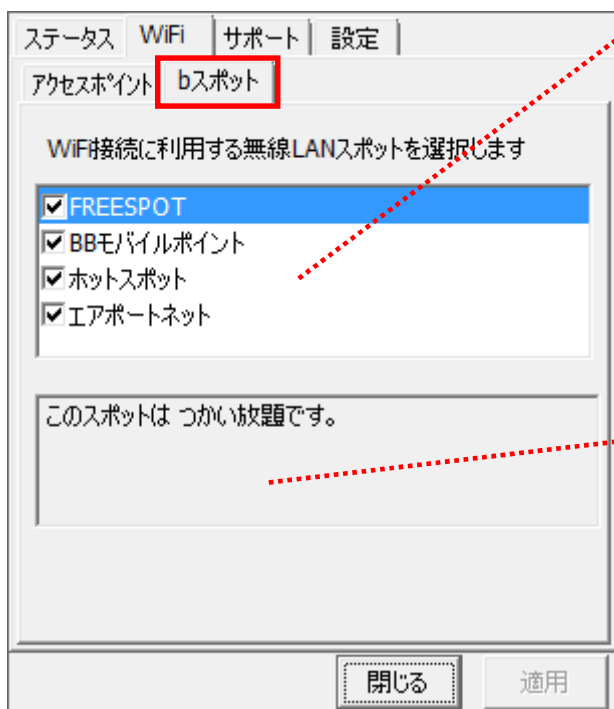 ステータス WiFi サポート 設定
アクセスポイント bスポット
WiFi接続に利用する無線LANスポットを選択します
FREESPOT
BBモバイルポイント
ホットスポット
エアポートネット
このスポットは つかい放題です。
閉じる 適用